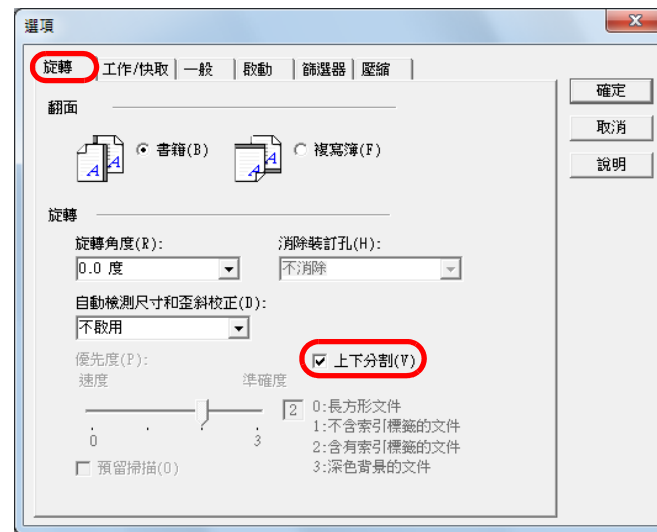 選項
旋轉 工作/快取 一般 啟動 篩選器 壓縮
確定
取消
說明
翻面
書籍(B) 複寫簿(F)
旋轉
旋轉角度(R): 消除裝訂孔(H):
0.0 度 不消除
自動檢測尺寸和歪斜校正(D):
不啟用
優先度(P): 上下分割(V)
速度 準確度
2 0:長方形文件
1:不含索引標籤的文件
0 3 2:含有索引標籤的文件
預留掃描(O) 3:深色背景的文件